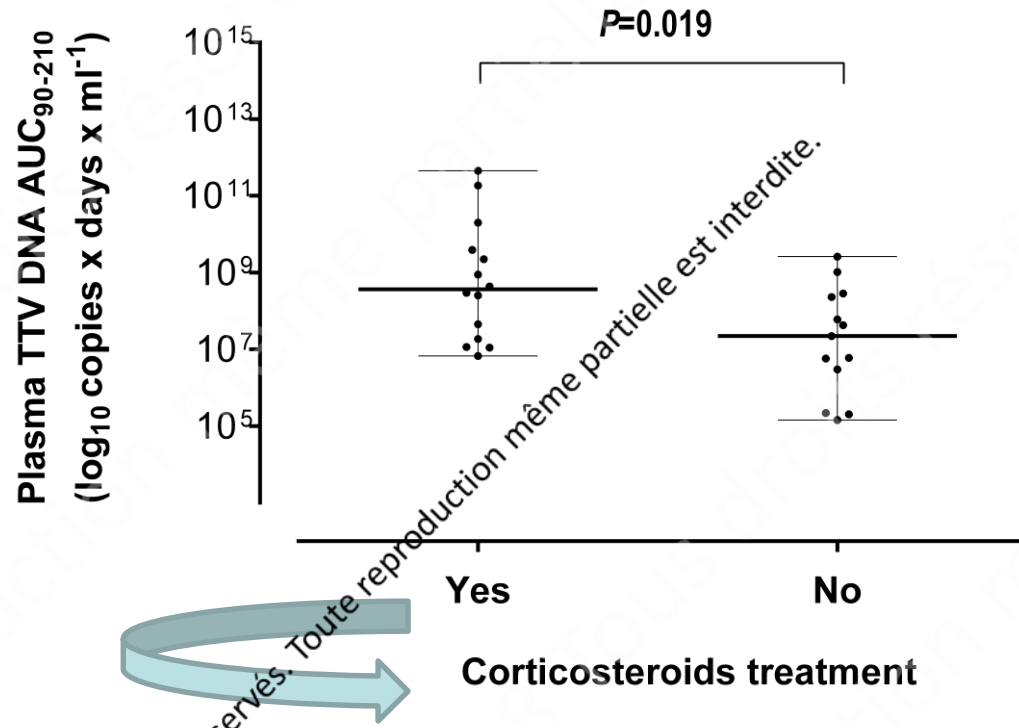 P=0.019
Plasma TTV DNA AUC90-210
(log10 copies x days x ml-1)
10^15
10^13
10^11
10^9
10^7
10^5
Yes
No
Corticosteroids treatment
servés. Toute reproduction même partielle est interdite.